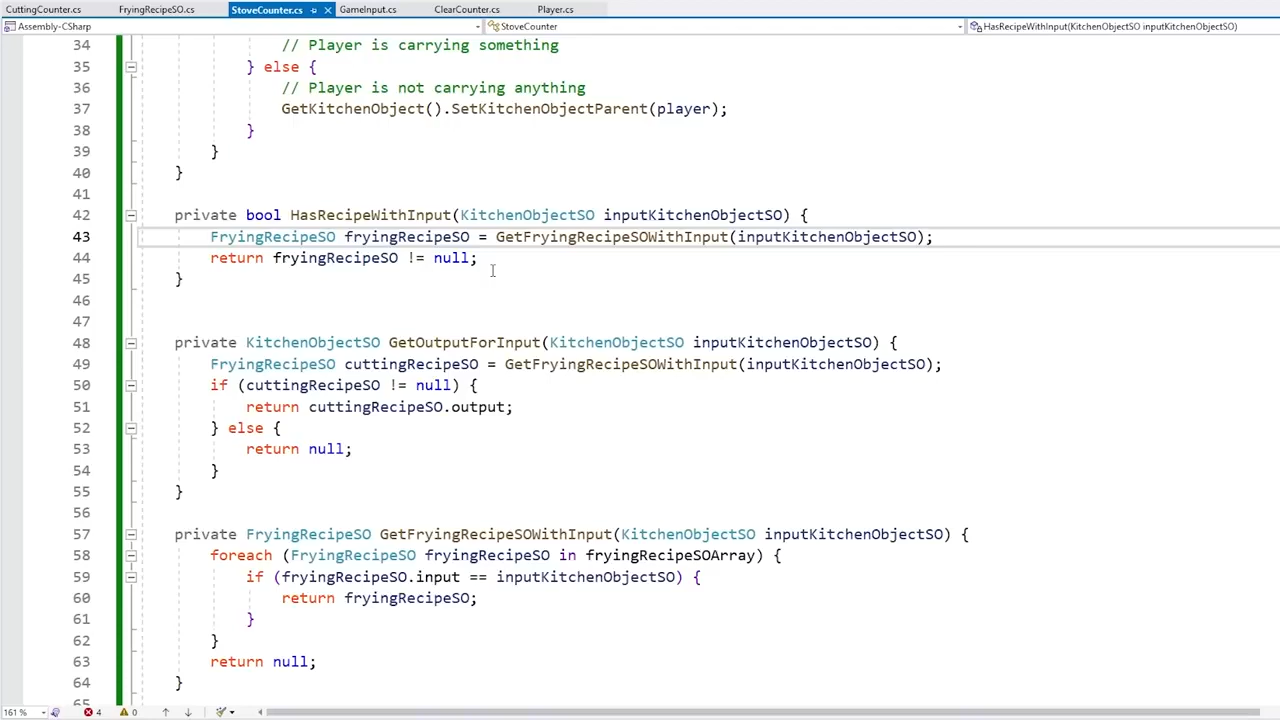 CuttingCounter.cs FryingRecipeSO.cs StoveCounter.cs GameInput.cs ClearCounter.cs Player.cs
Assembly-CSharp StoveCounter HasRecipeWithInput(KitchenObjectSO inputKitchenObjectSO)
34 // Player is carrying something
35 } else {
36 // Player is not carrying anything
37 GetKitchenObject().SetKitchenObjectParent(player);
38 }
39 }
40 }
41
42 private bool HasRecipeWithInput(KitchenObjectSO inputKitchenObjectSO) {
43 FryingRecipeSO fryingRecipeSO = GetFryingRecipeSOWithInput(inputKitchenObjectSO);
44 return fryingRecipeSO != null;
45 }
46
47
48 private KitchenObjectSO GetOutputForInput(KitchenObjectSO inputKitchenObjectSO) {
49 FryingRecipeSO cuttingRecipeSO = GetFryingRecipeSOWithInput(inputKitchenObjectSO);
50 if (cuttingRecipeSO != null) {
51 return cuttingRecipeSO.output;
52 } else {
53 return null;
54 }
55 }
56
57 private FryingRecipeSO GetFryingRecipeSOWithInput(KitchenObjectSO inputKitchenObjectSO) {
58 foreach (FryingRecipeSO fryingRecipeSO in fryingRecipeSOArray) {
59 if (fryingRecipeSO.input == inputKitchenObjectSO) {
60 return fryingRecipeSO;
61 }
62 }
63 return null;
64 }
65
161 % 4 0